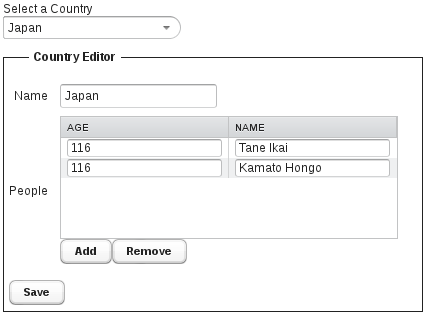 Select a Country
Japan
Country Editor
Name Japan
AGE NAME
116 Tane Ikai
116 Kamato Hongo
People
Add Remove
Save